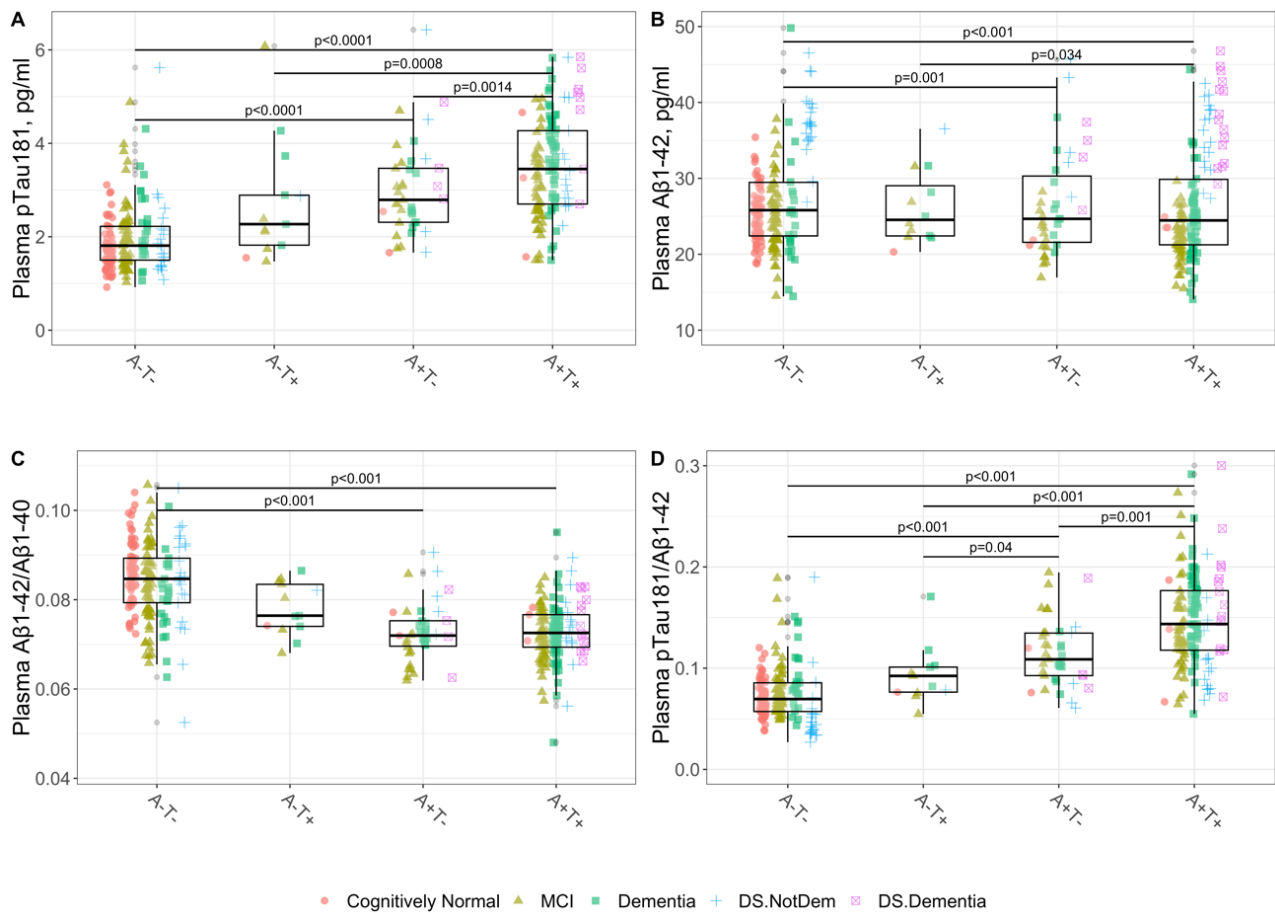 A
Plasma pTau181, pg/ml
6
4
2
0
p<0.0001
p=0.0008
p=0.0014
p<0.0001
A-T-
A-T+
A+T-
A+T+
B
Plasma Aβ1-42, pg/ml
50
40
30
20
10
p<0.001
p=0.034
p=0.001
A-T-
A-T+
A+T-
A+T+
C
Plasma Aβ1-42/Aβ1-40
0.10
0.08
0.06
0.04
p<0.001
p<0.001
A-T-
A-T+
A+T-
A+T+
D
Plasma pTau181/Aβ1-42
0.3
0.2
0.1
0.0
p<0.001
p<0.001
p<0.001
p=0.001
p=0.04
A-T-
A-T+
A+T-
A+T+
Cognitively Normal MCI Dementia DS.NotDem DS.Dementia